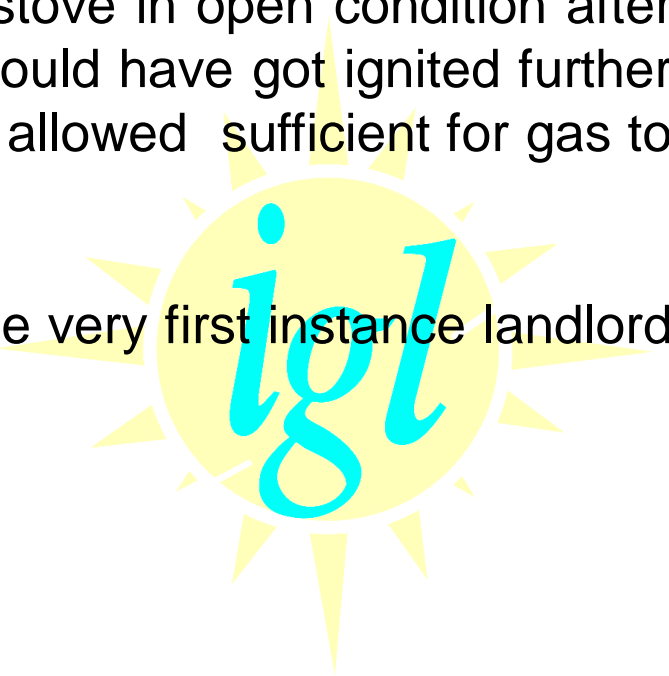 stove in open condition after
ould have got ignited further
allowed sufficient for gas to
igl
e very first instance landlord